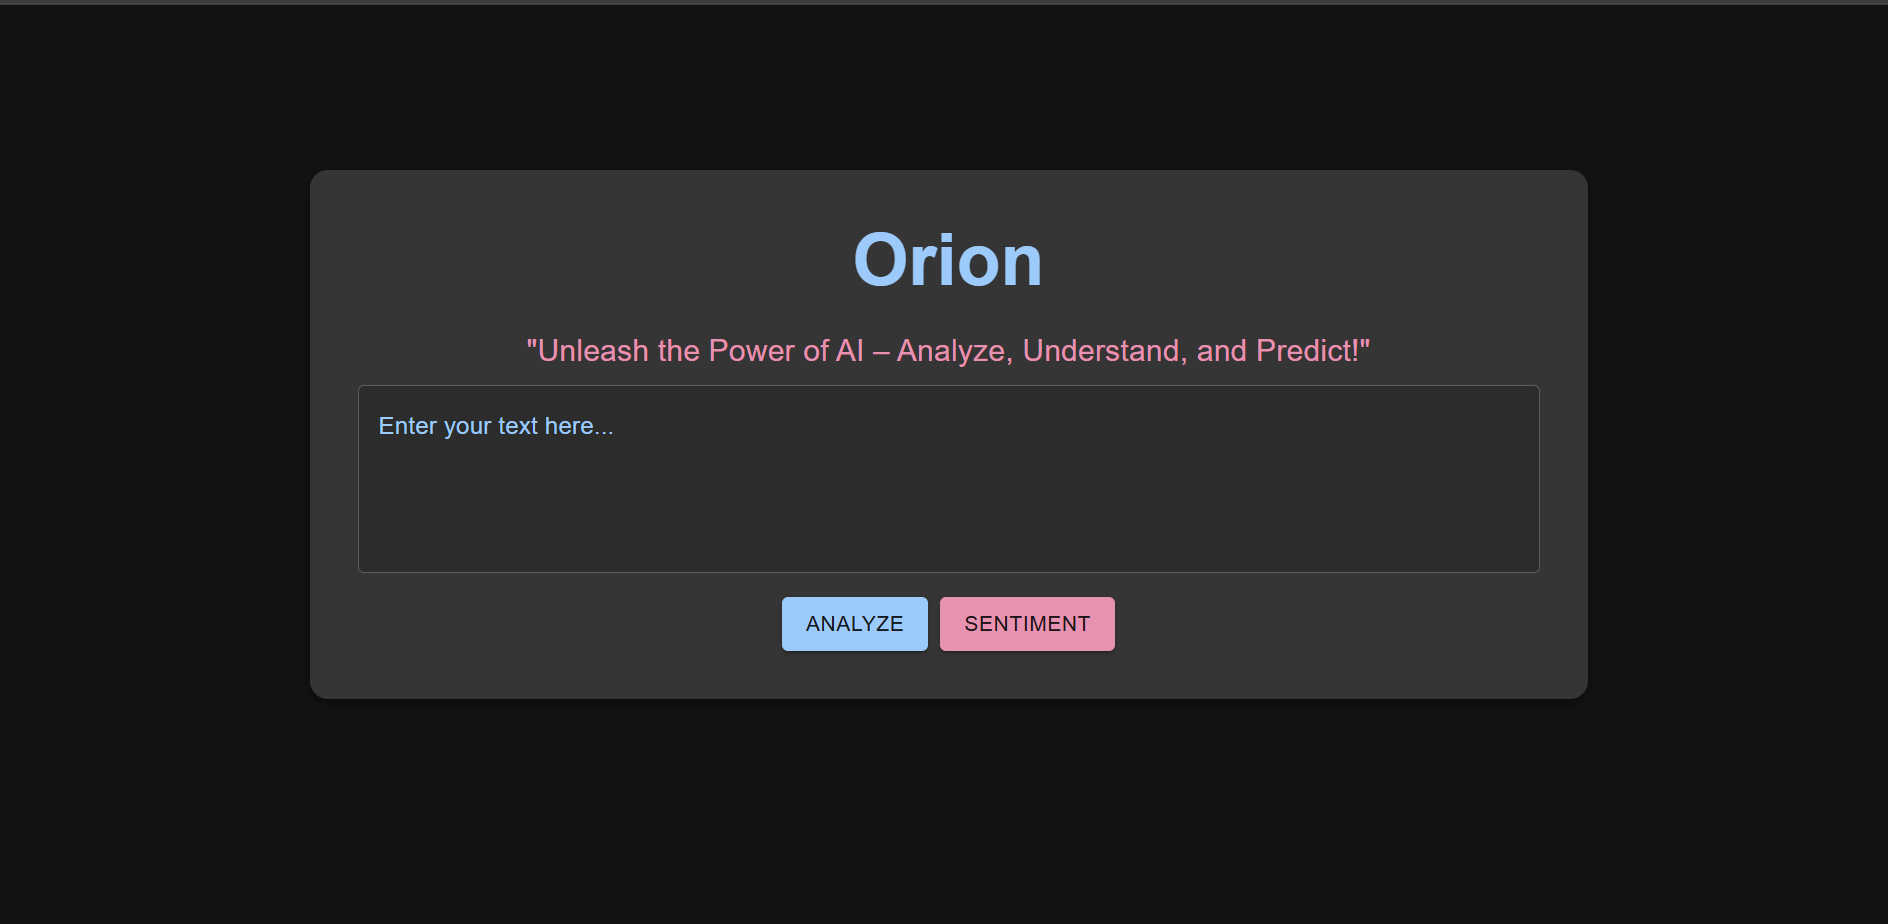 Orion
"Unleash the Power of AI – Analyze, Understand, and Predict!"
Enter your text here...
ANALYZE
SENTIMENT